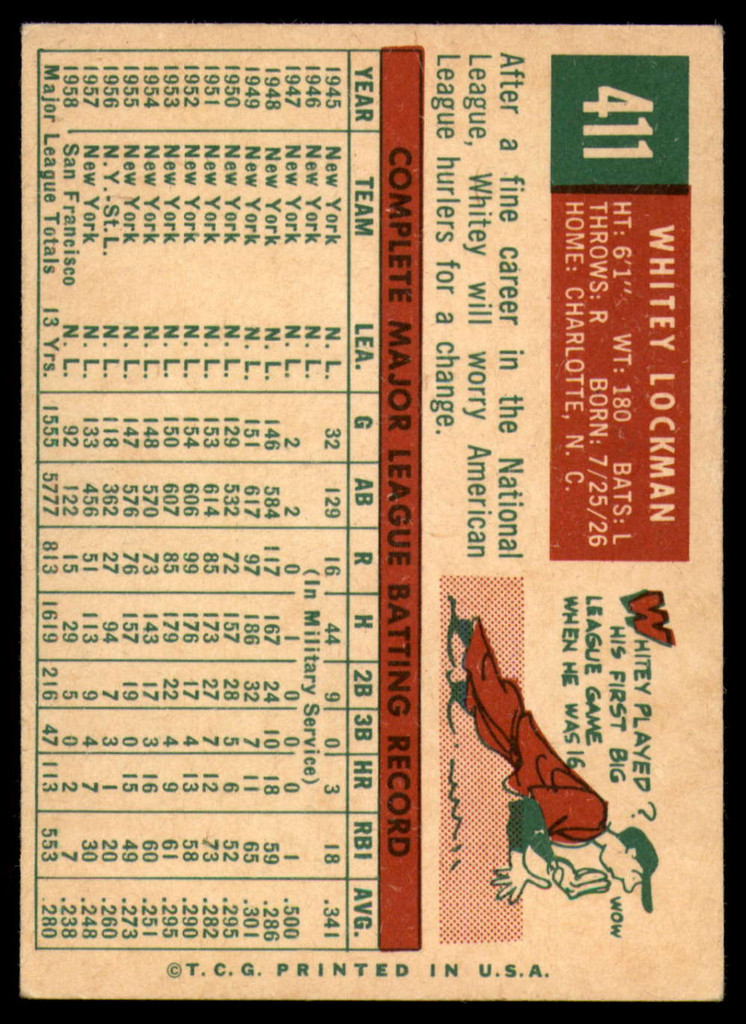 411
WHITEY LOCKMAN
HT: 6'1" WT: 180 BATS: L
THROWS: R BORN: 7/25/26
HOME: CHARLOTTE, N. C.
After a fine career in the National
League, Whitey will worry American
League hurlers for a change.
WHITEY PLAYED?
HIS FIRST BIG
LEAGUE GAME
WHEN HE WAS 16
WOW
COMPLETE MAJOR LEAGUE BATTING RECORD
YEAR TEAM LEA. G AB R H 2B 3B HR RBI AVG.
1945 New York N. L. 32 129 16 44 9 0 3 18 .341
1946 New York N. L. (In Military Service)
1947 New York N. L. 2 2 0 1 0 0 0 1 .500
1948 New York N. L. 146 584 117 167 24 10 18 59 .286
1949 New York N. L. 151 617 97 186 32 7 11 65 .301
1950 New York N. L. 129 532 72 157 28 5 6 52 .295
1951 New York N. L. 153 614 85 173 27 7 12 73 .282
1952 New York N. L. 154 606 99 176 17 4 13 58 .290
1953 New York N. L. 150 607 85 179 22 4 9 61 .295
1954 New York N. L. 148 570 73 143 17 3 16 60 .251
1955 New York N. L. 147 576 76 157 19 0 15 49 .273
1956 N.Y.-St.L. N. L. 118 362 27 94 7 3 1 20 .260
1957 New York N. L. 133 456 51 113 9 4 7 30 .248
1958 San Francisco N. L. 92 122 15 29 5 0 2 7 .238
Major League Totals 13 Yrs. 1555 5777 813 1619 216 47 113 553 .280
©T.C.G. PRINTED IN U.S.A.